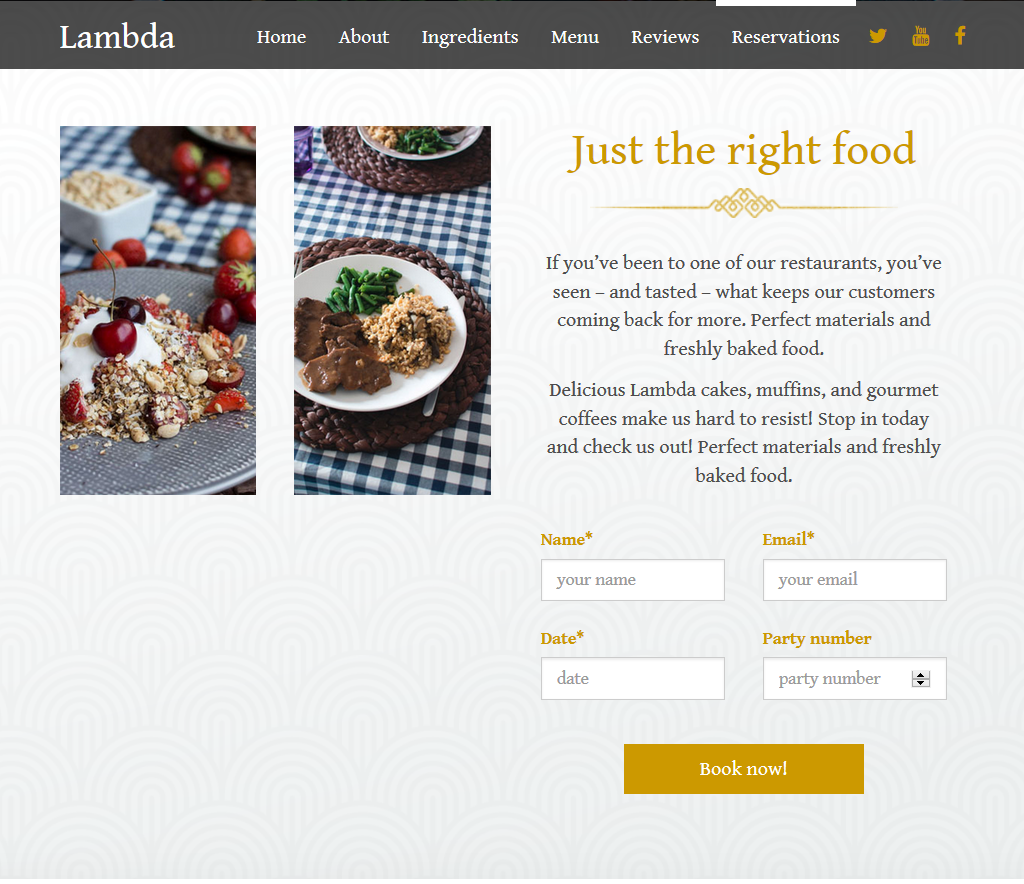 Lambda
Home About Ingredients Menu Reviews Reservations
Just the right food
If you’ve been to one of our restaurants, you’ve
seen – and tasted – what keeps our customers
coming back for more. Perfect materials and
freshly baked food.
Delicious Lambda cakes, muffins, and gourmet
coffees make us hard to resist! Stop in today
and check us out! Perfect materials and freshly
baked food.
Name* Email*
your name your email
Date* Party number
date party number
Book now!